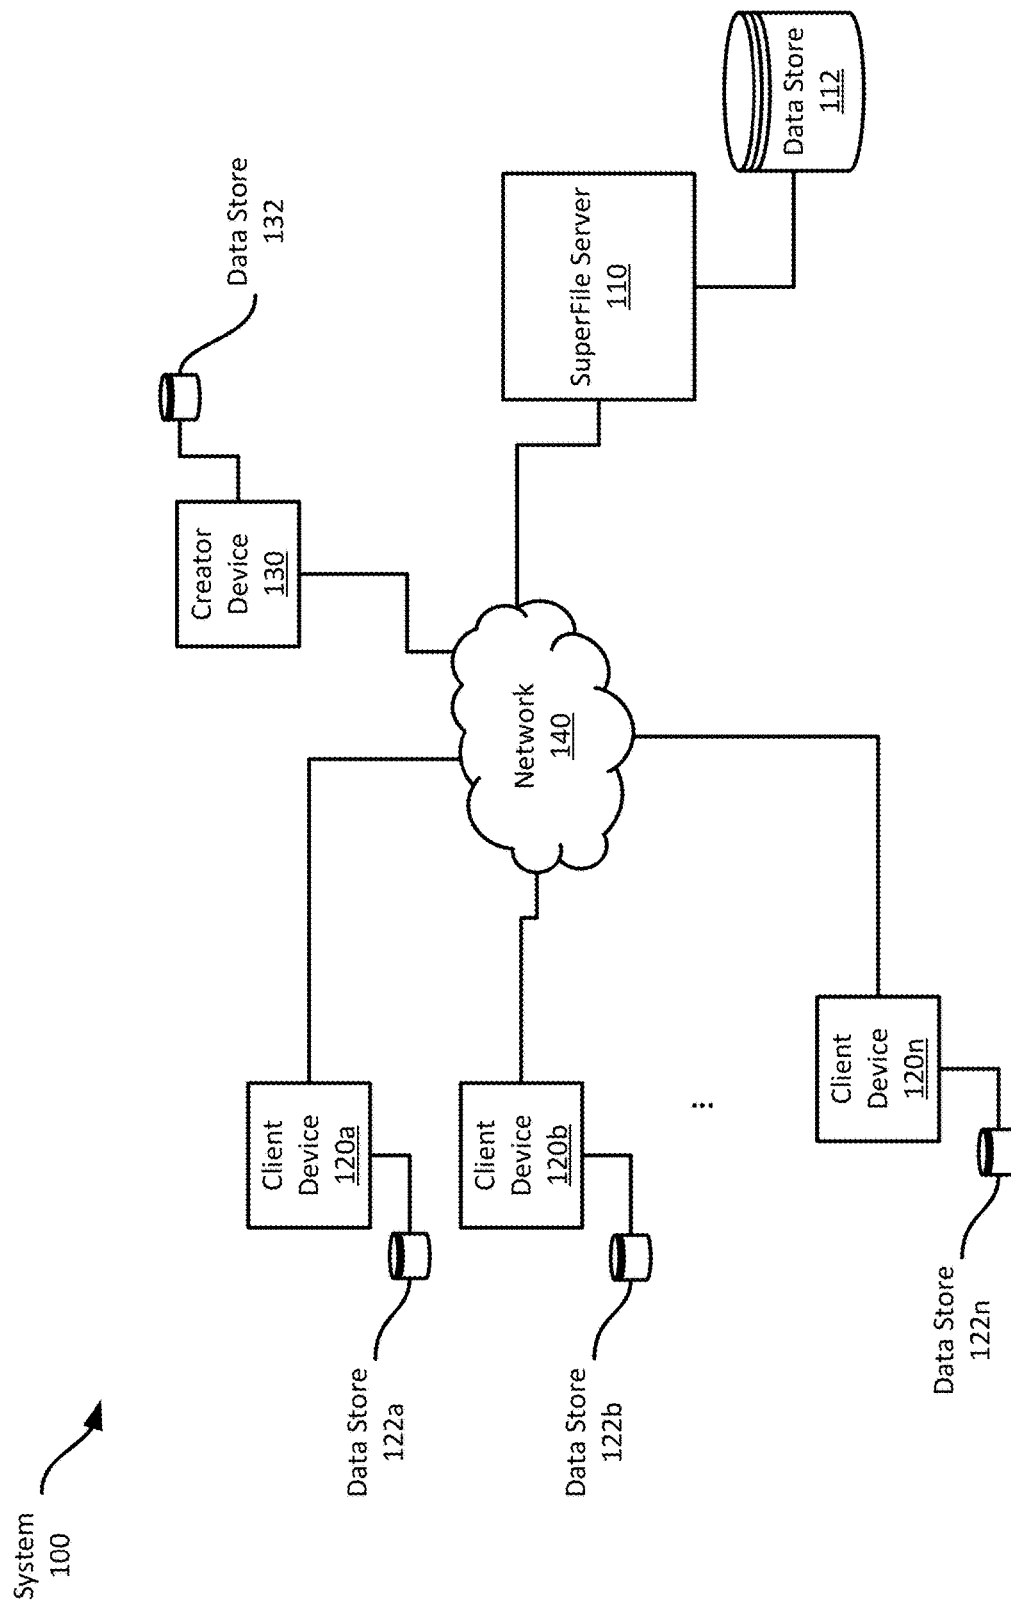 System
100
Data Store
122a
Client
Device
120a
Data Store
122b
Client
Device
120b
...
Data Store
122n
Client
Device
120n
Network
140
Creator
Device
130
Data Store
132
SuperFile Server
110
Data Store
112